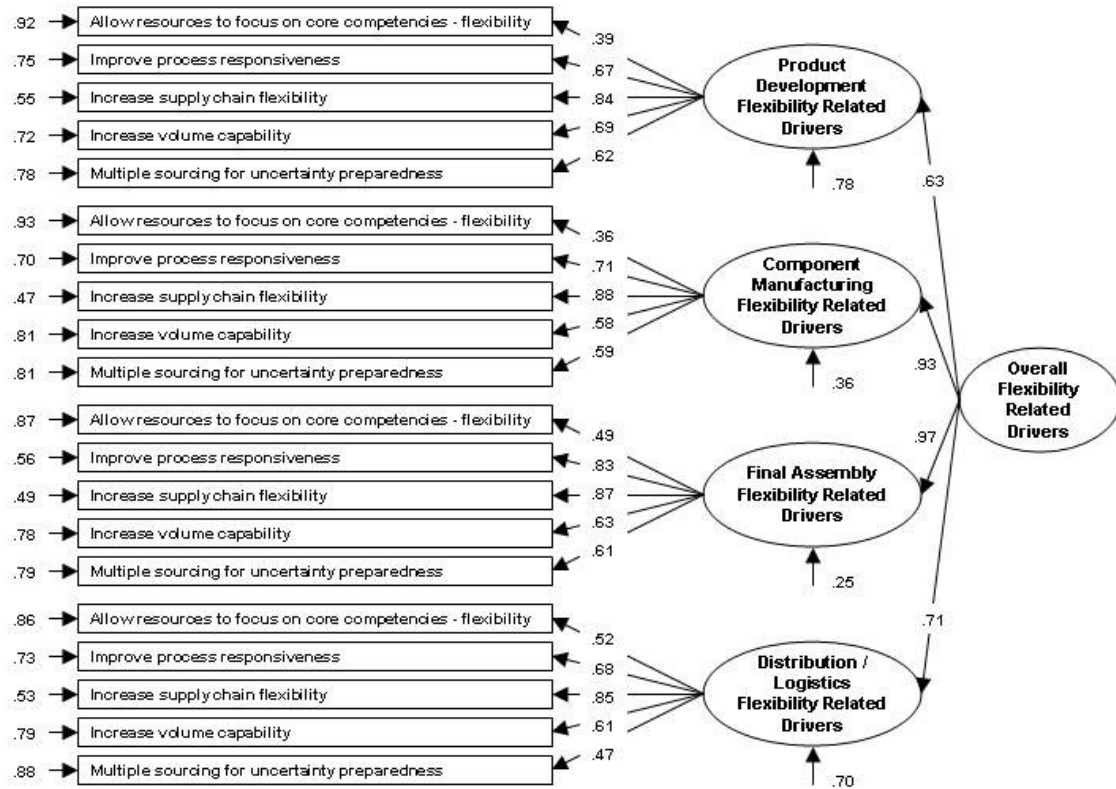 .92 Allow resources to focus on core competencies - flexibility .39
.75 Improve process responsiveness .67
.55 Increase supply chain flexibility .84
.72 Increase volume capability .69
.78 Multiple sourcing for uncertainty preparedness .62
Product
Development
Flexibility Related
Drivers
.78
.63
.93 Allow resources to focus on core competencies - flexibility .36
.70 Improve process responsiveness .71
.47 Increase supply chain flexibility .88
.81 Increase volume capability .58
.81 Multiple sourcing for uncertainty preparedness .59
Component
Manufacturing
Flexibility Related
Drivers
.36
.93
Overall
Flexibility
Related
Drivers
.87 Allow resources to focus on core competencies - flexibility .49
.56 Improve process responsiveness .83
.49 Increase supply chain flexibility .87
.78 Increase volume capability .63
.79 Multiple sourcing for uncertainty preparedness .61
Final Assembly
Flexibility Related
Drivers
.25
.97
.86 Allow resources to focus on core competencies - flexibility .52
.73 Improve process responsiveness .68
.53 Increase supply chain flexibility .85
.79 Increase volume capability .61
.88 Multiple sourcing for uncertainty preparedness .47
Distribution /
Logistics
Flexibility Related
Drivers
.70
.71